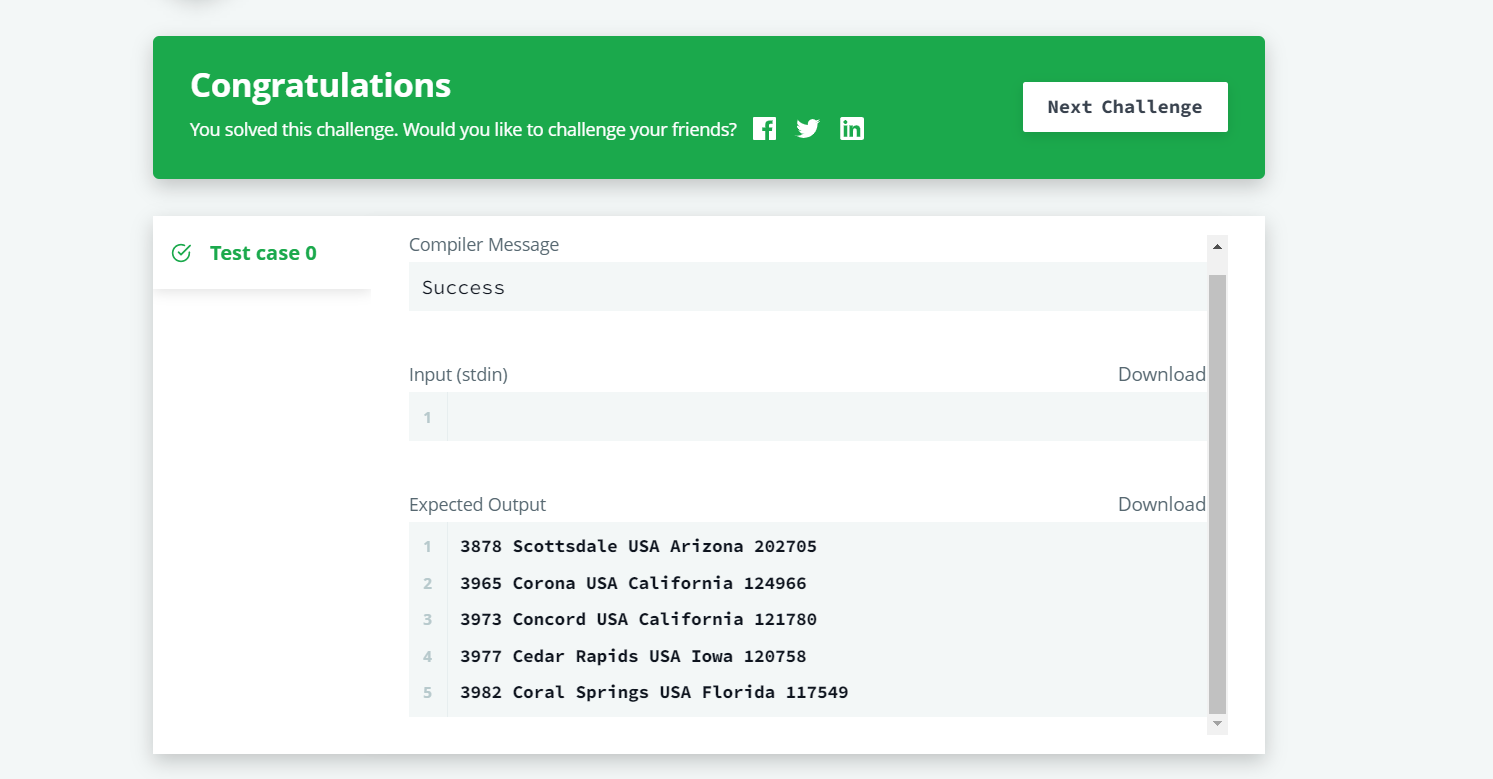 Congratulations
You solved this challenge. Would you like to challenge your friends?
Next Challenge
Test case 0
Compiler Message
Success
Input (stdin)
Download
1
Expected Output
Download
1 3878 Scottsdale USA Arizona 202705
2 3965 Corona USA California 124966
3 3973 Concord USA California 121780
4 3977 Cedar Rapids USA Iowa 120758
5 3982 Coral Springs USA Florida 117549